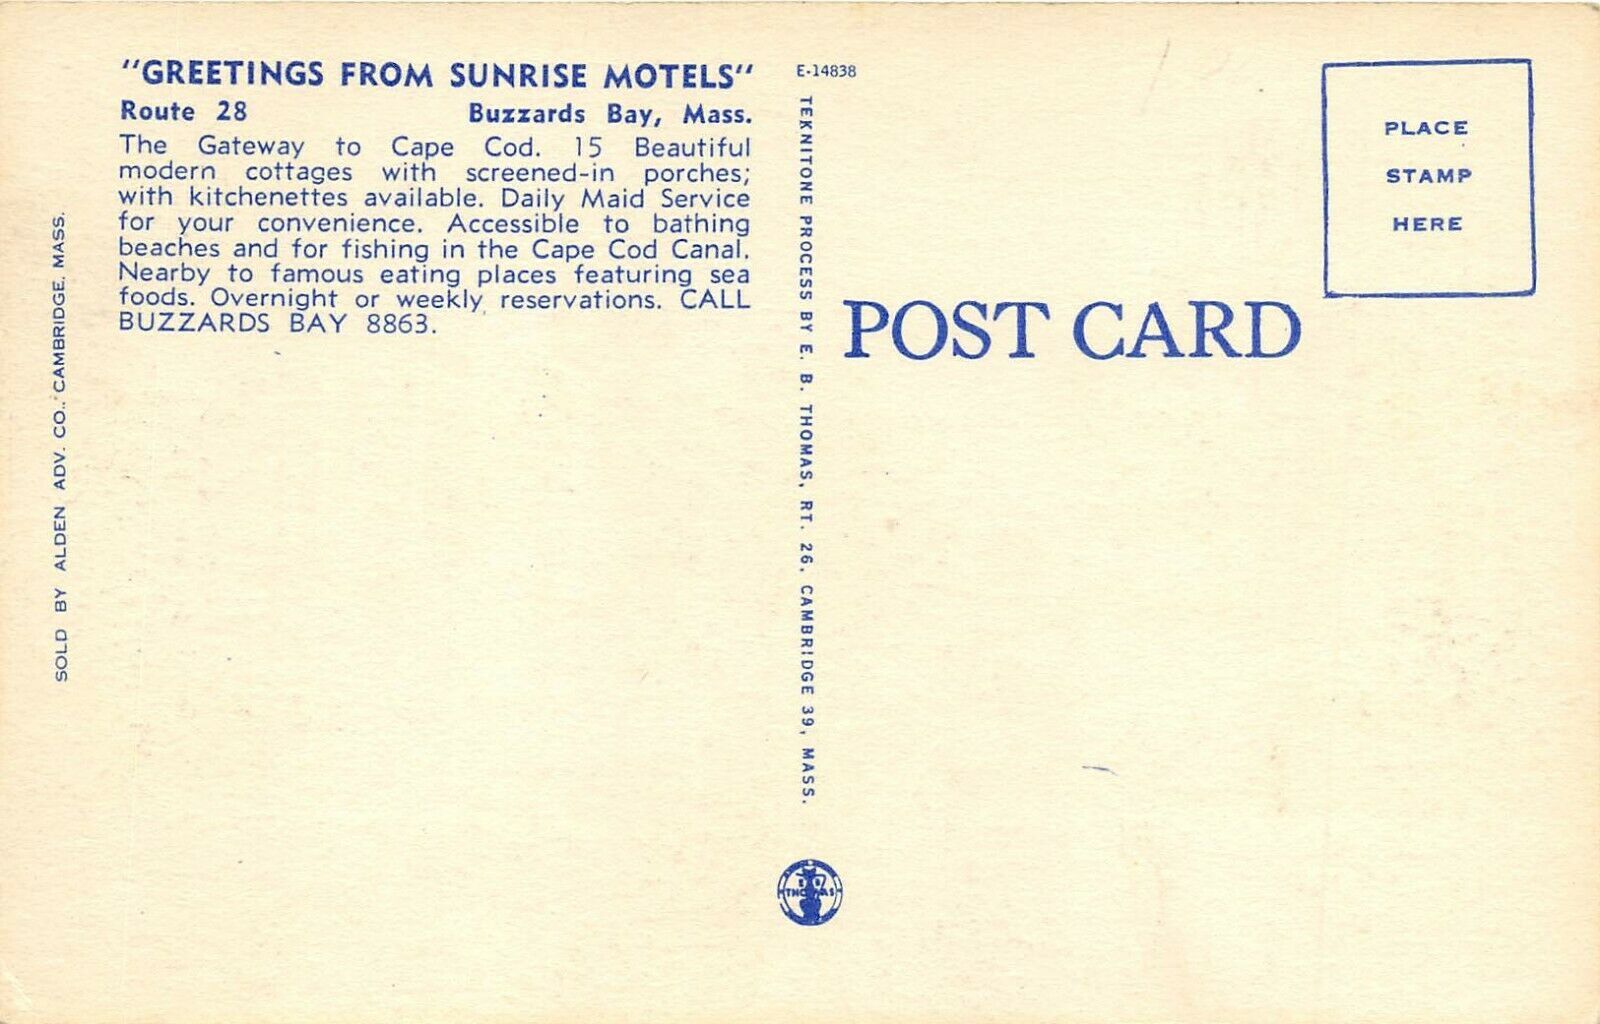 "GREETINGS FROM SUNRISE MOTELS"
Route 28 Buzzards Bay, Mass.
The Gateway to Cape Cod. 15 Beautiful
modern cottages with screened-in porches;
with kitchenettes available. Daily Maid Service
for your convenience. Accessible to bathing
beaches and for fishing in the Cape Cod Canal.
Nearby to famous eating places featuring sea
foods. Overnight or weekly reservations. CALL
BUZZARDS BAY 8863.
SOLD BY ALDEN ADV. CO., CAMBRIDGE, MASS.
E-14838
TEKNITONE PROCESS BY E. B. THOMAS, RT. 26, CAMBRIDGE 39, MASS.
THOMAS
POST CARD
PLACE
STAMP
HERE